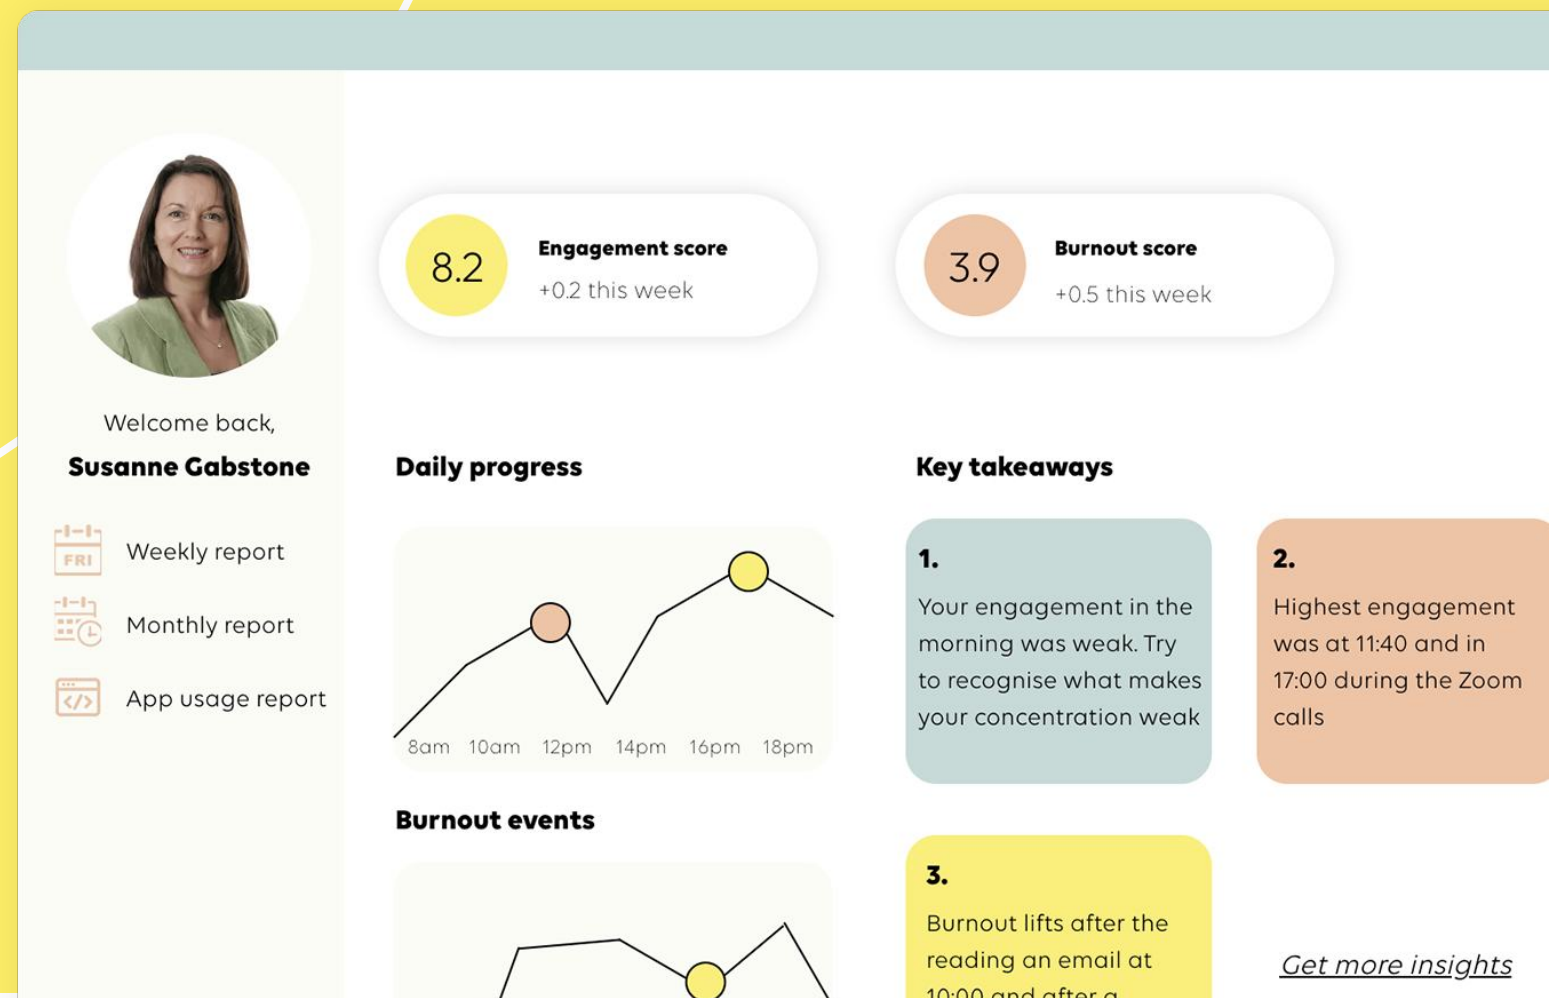 Welcome back,
Susanne Gabstone
FRI
Weekly report
Monthly report
</>
App usage report
8.2
Engagement score
+0.2 this week
3.9
Burnout score
+0.5 this week
Daily progress
8am 10am 12pm 14pm 16pm 18pm
Burnout events
Key takeaways
1.
Your engagement in the
morning was weak. Try
to recognise what makes
your concentration weak
2.
Highest engagement
was at 11:40 and in
17:00 during the Zoom
calls
3.
Burnout lifts after the
reading an email at
10:00 and after a
Get more insights